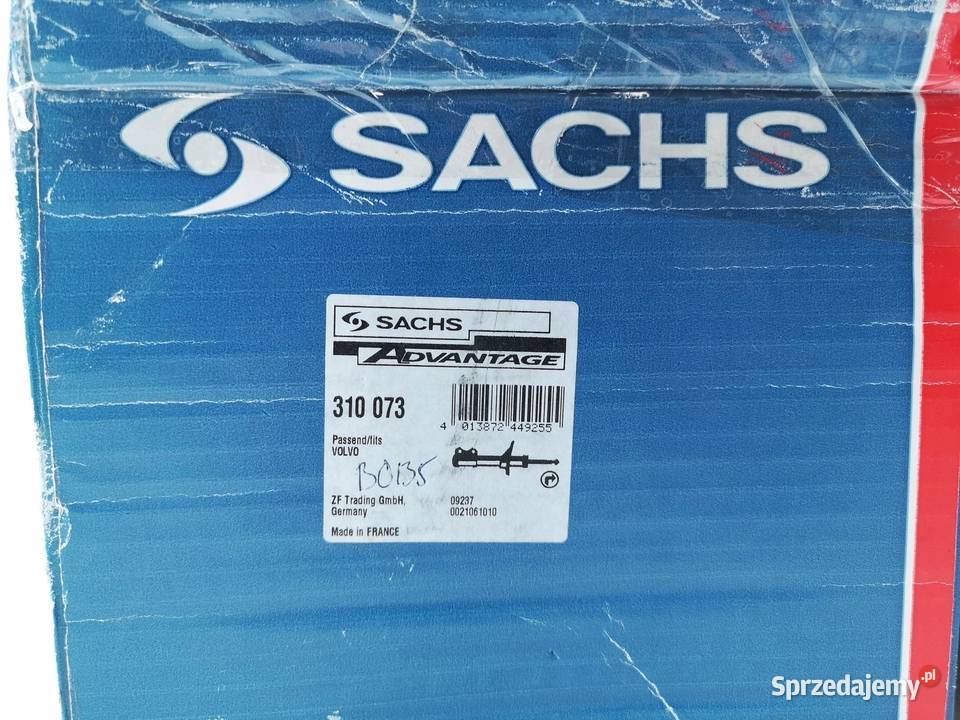 SACHS
SACHS
ADVANTAGE
310 073
4 013872 449255
Passend/fits
VOLVO
ZF Trading GmbH, 09237
Germany 0021061010
Made in FRANCE
Sprzedajemy.pl